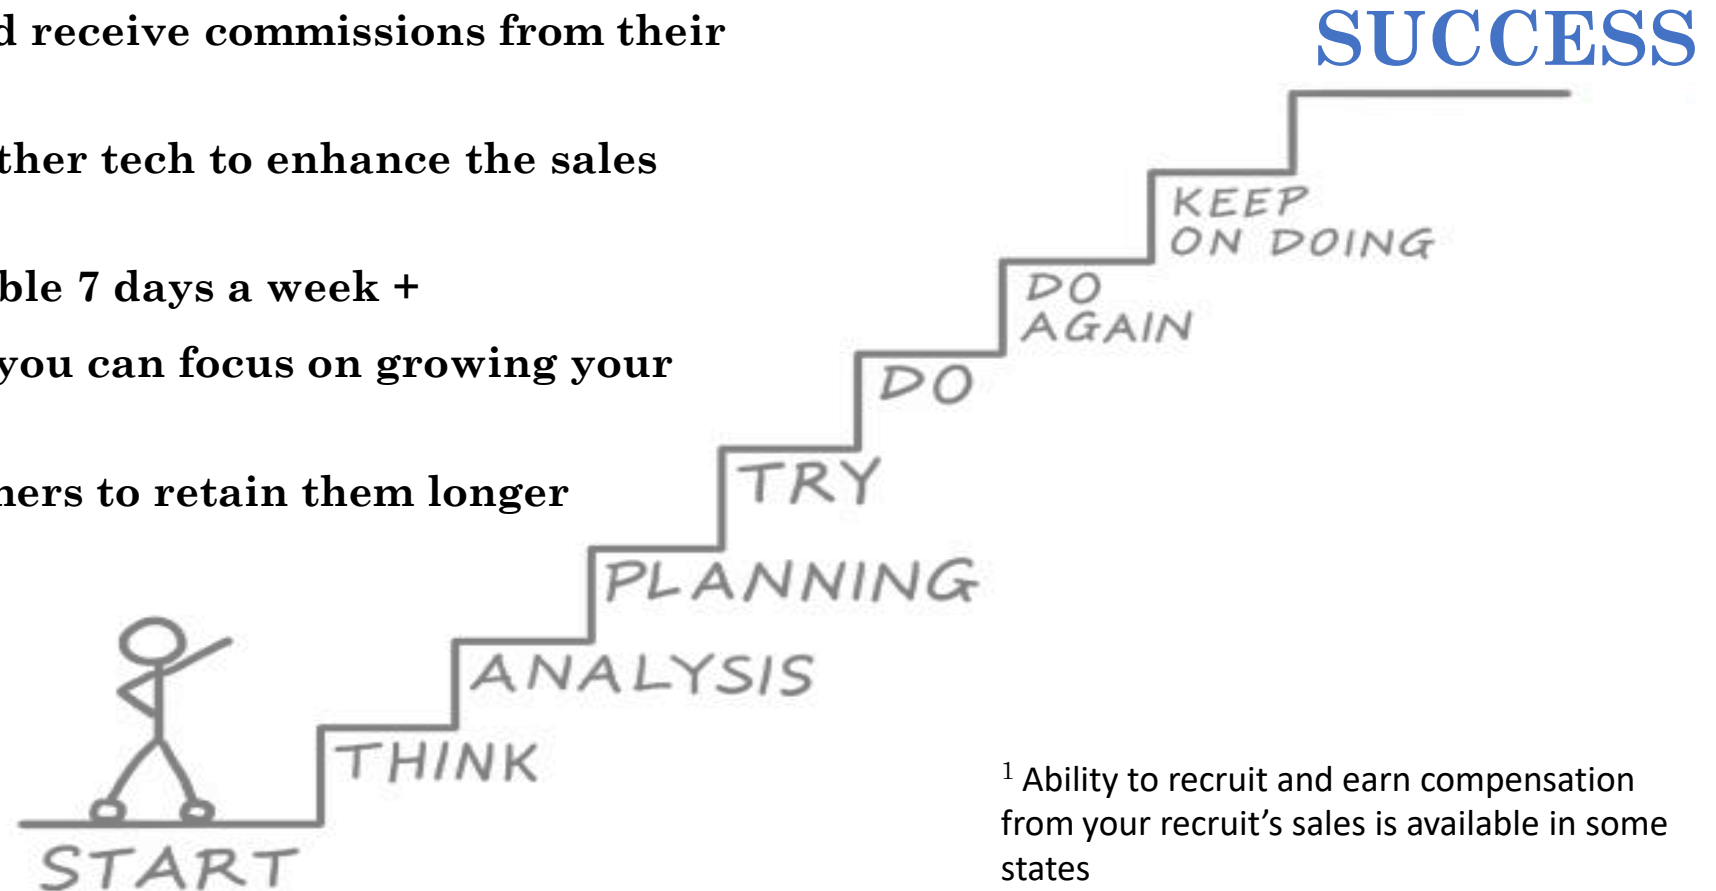 d receive commissions from their
ther tech to enhance the sales
ble 7 days a week +
you can focus on growing your
ners to retain them longer
SUCCESS
KEEP
ON DOING
DO
AGAIN
DO
TRY
PLANNING
ANALYSIS
THINK
START
1 Ability to recruit and earn compensation
from your recruit’s sales is available in some
states